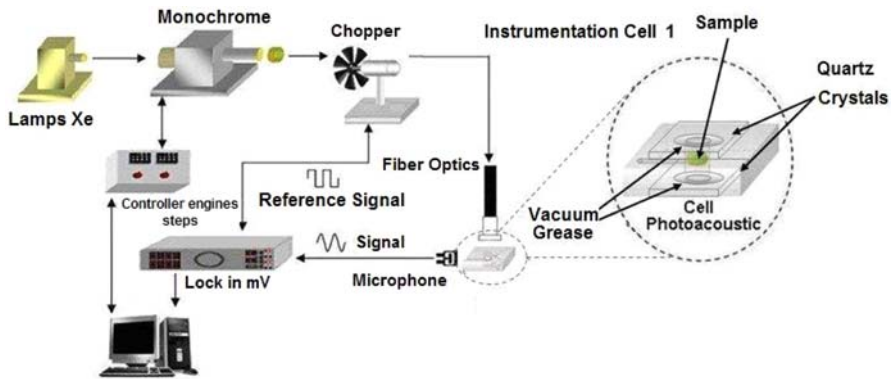 Monochrome
Chopper
Instrumentation Cell 1
Sample
Quartz
Crystals
Lamps Xe
Fiber Optics
Controller engines
steps
Reference Signal
Vacuum
Grease
Cell
Photoacoustic
Signal
Lock in mV
Microphone